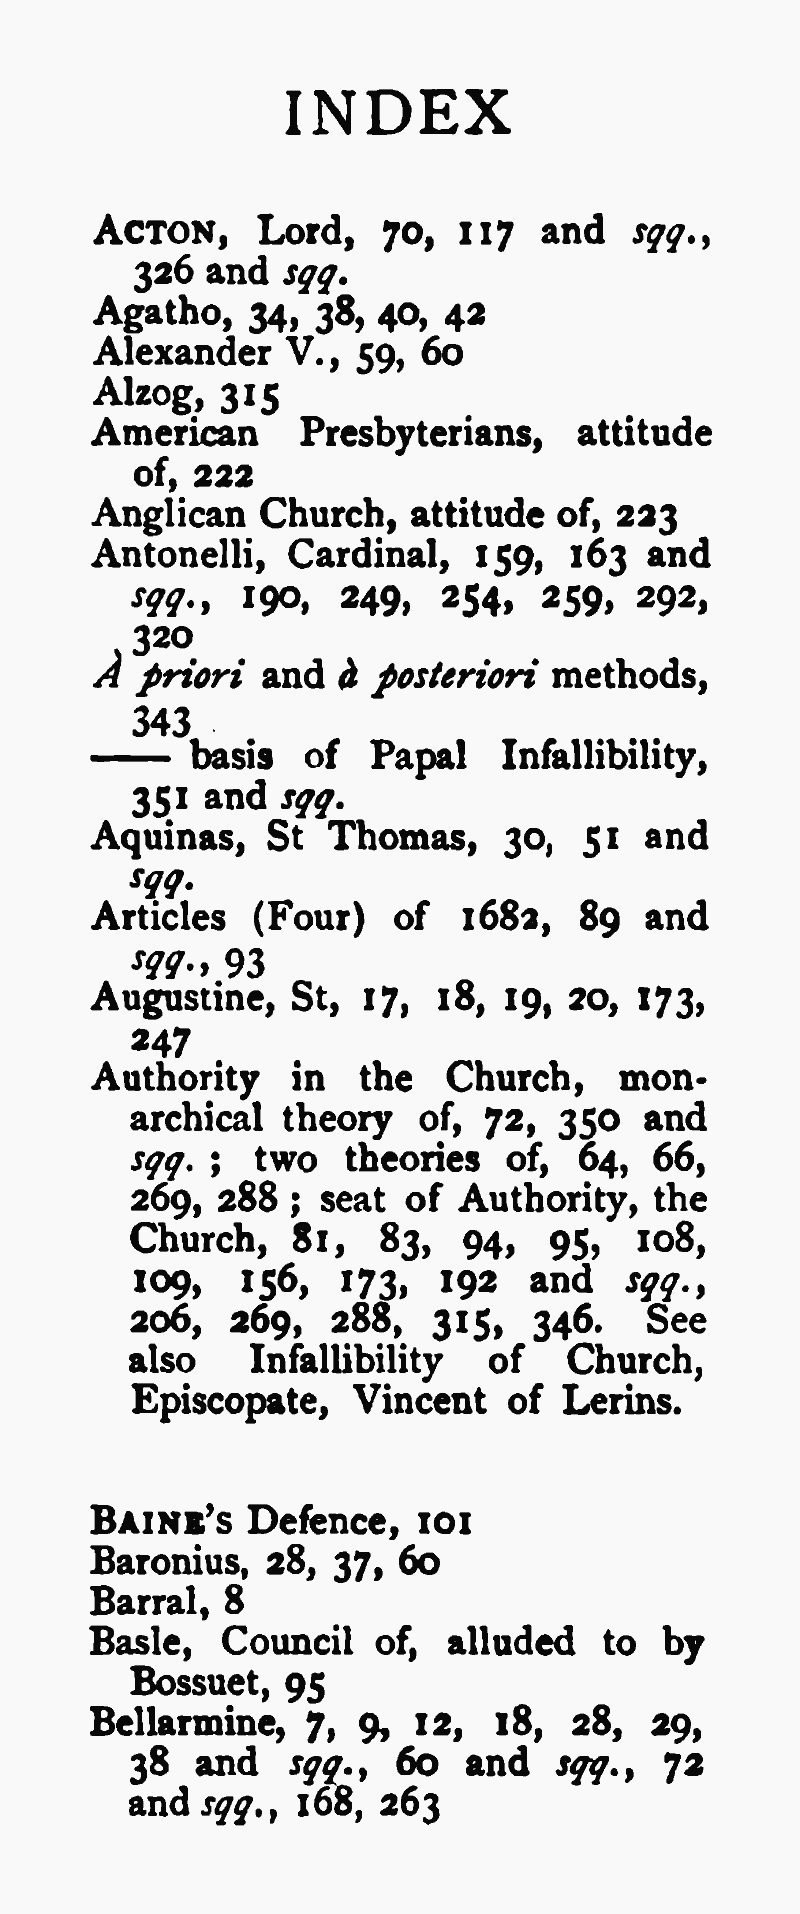 INDEX
ACTON, Lord, 70, 117 and sqq.,
326 and sqq.
Agatho, 34, 38, 40, 42
Alexander V., 59, 60
Alzog, 315
American Presbyterians, attitude
of, 222
Anglican Church, attitude of, 223
Antonelli, Cardinal, 159, 163 and
sqq., 190, 249, 254, 259, 292,
320
À priori and à posteriori methods,
343
—— basis of Papal Infallibility,
351 and sqq.
Aquinas, St Thomas, 30, 51 and
sqq.
Articles (Four) of 1682, 89 and
sqq., 93
Augustine, St, 17, 18, 19, 20, 173,
247
Authority in the Church, mon-
archical theory of, 72, 350 and
sqq. ; two theories of, 64, 66,
269, 288 ; seat of Authority, the
Church, 81, 83, 94, 95, 108,
109, 156, 173, 192 and sqq.,
206, 269, 288, 315, 346. See
also Infallibility of Church,
Episcopate, Vincent of Lerins.
BAINE's Defence, 101
Baronius, 28, 37, 60
Barral, 8
Basle, Council of, alluded to by
Bossuet, 95
Bellarmine, 7, 9, 12, 18, 28, 29,
38 and sqq., 60 and sqq., 72
and sqq., 168, 263